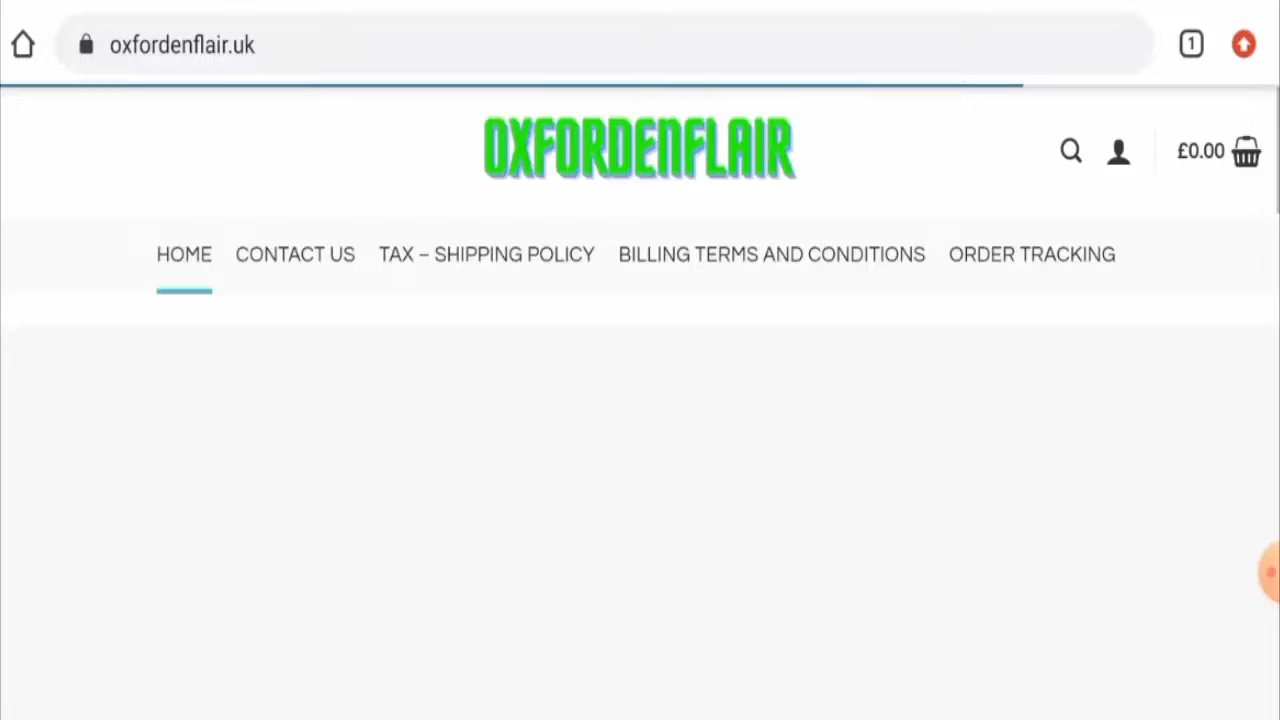 oxfordenflair.uk
1
OXFORDENFLAIR
£0.00
HOME CONTACT US TAX – SHIPPING POLICY BILLING TERMS AND CONDITIONS ORDER TRACKING